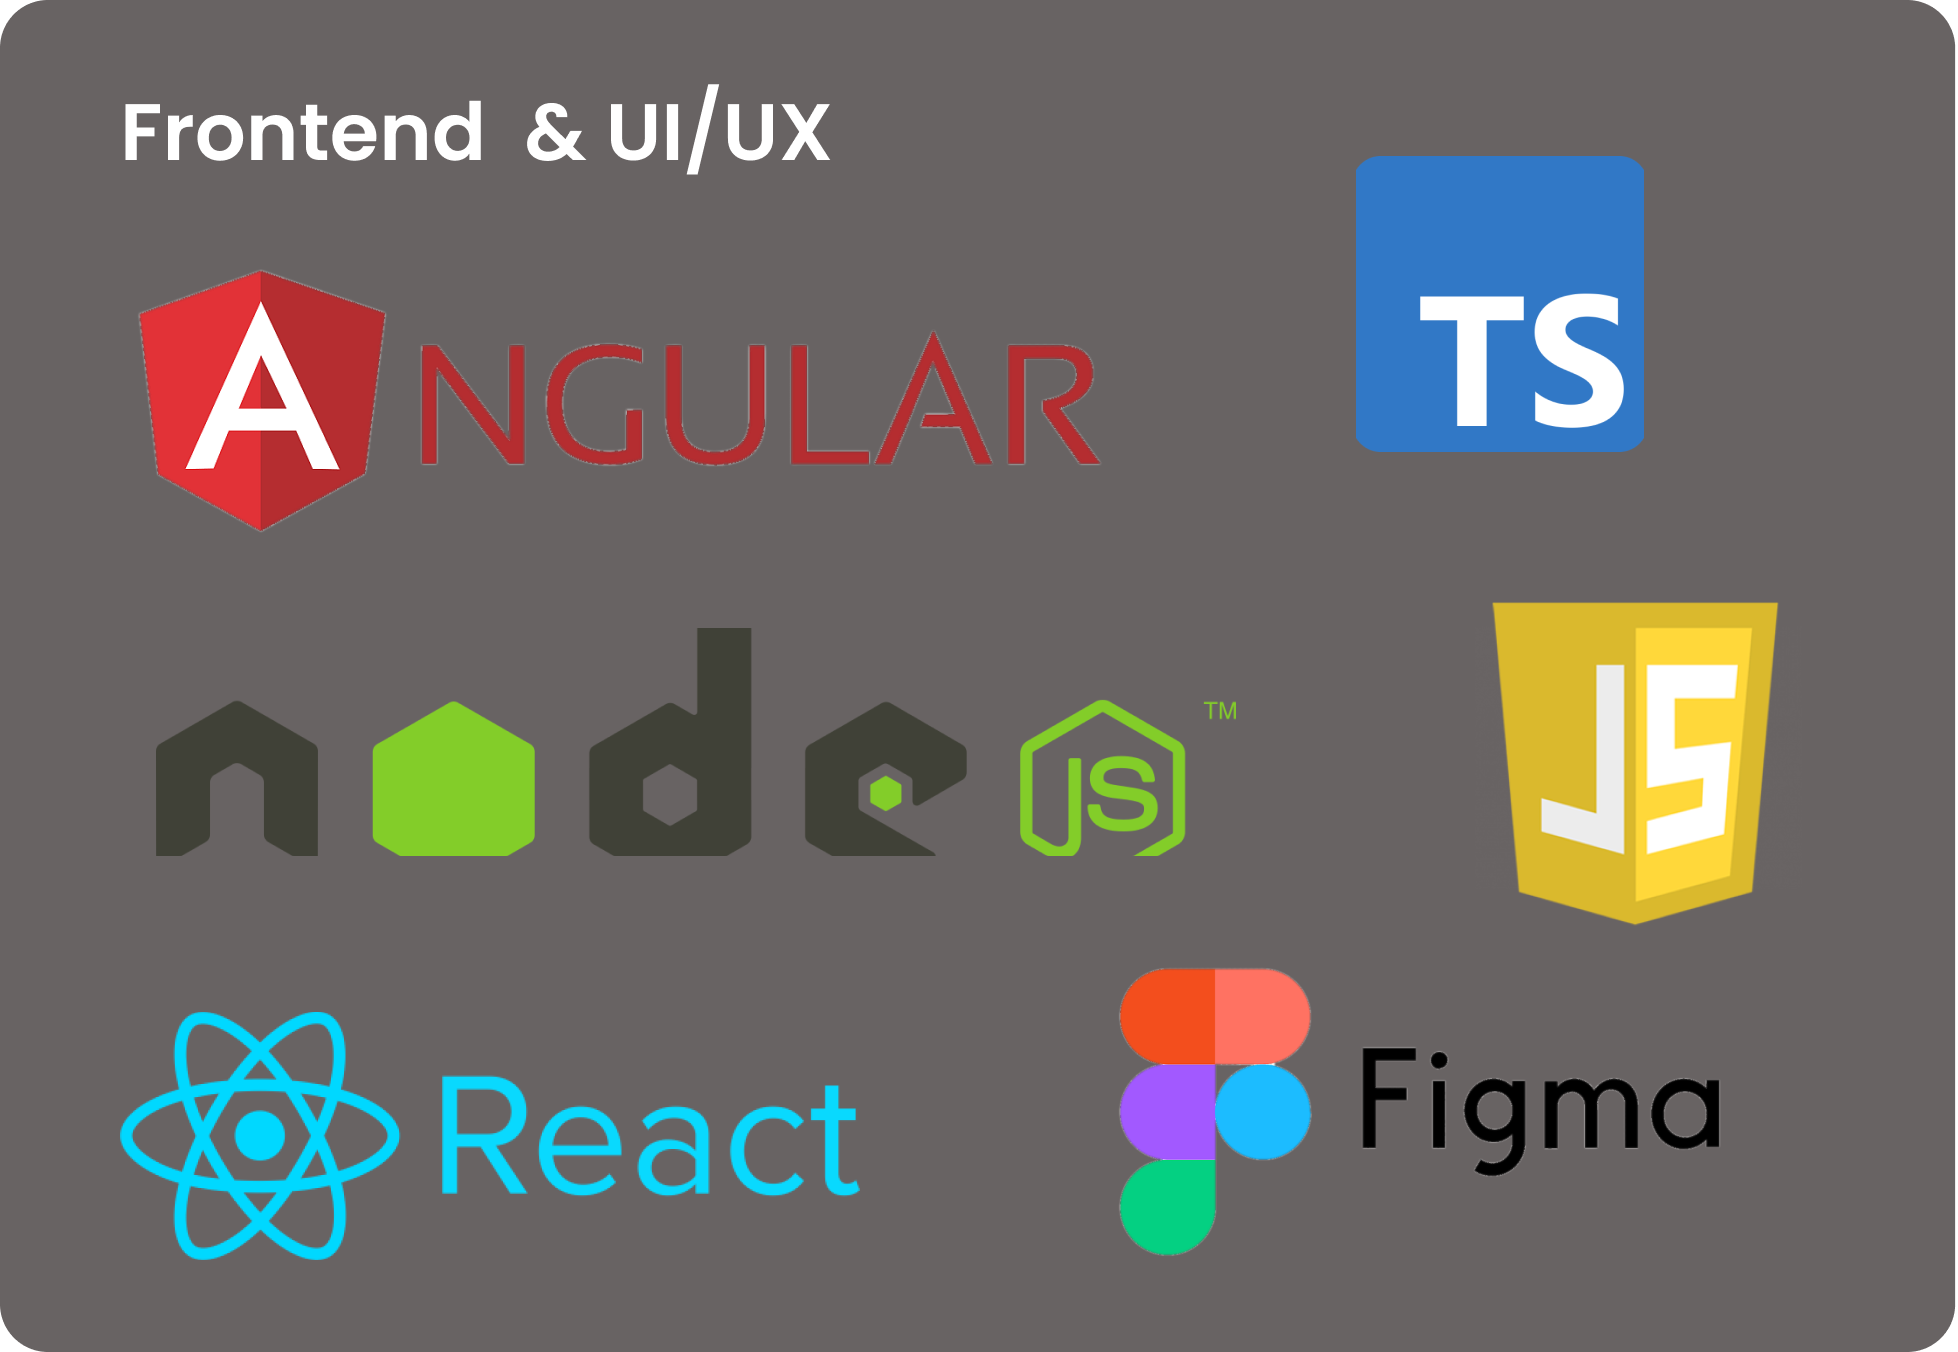 Frontend & UI/UX
TS
ANGULAR
node JS ™
JS
React
Figma